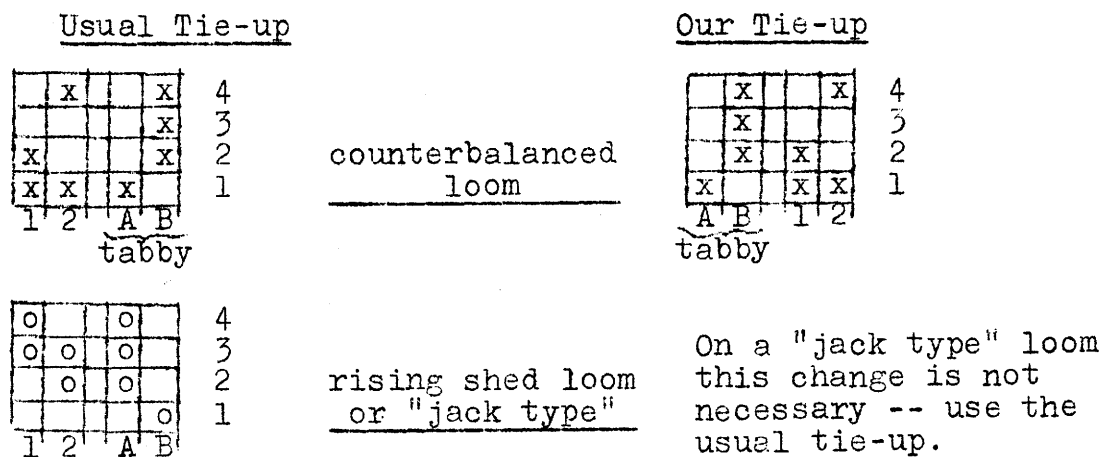 Usual Tie-up
x x 4
x 3
x x 2
x x x 1
1 2 A B
tabby
counterbalanced
loom
Our Tie-up
x x 4
x 3
x x 2
x x x 1
A B 1 2
tabby
o o 4
o o o 3
o o 2
o 1
1 2 A B
rising shed loom
or "jack type"
On a "jack type" loom
this change is not
necessary -- use the
usual tie-up.